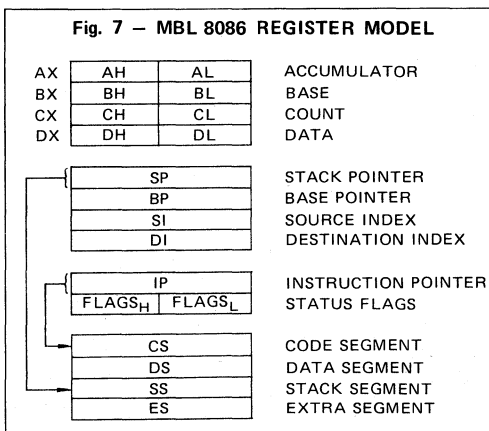 Fig. 7 – MBL 8086 REGISTER MODEL
AX AH AL ACCUMULATOR
BX BH BL BASE
CX CH CL COUNT
DX DH DL DATA
SP STACK POINTER
BP BASE POINTER
SI SOURCE INDEX
DI DESTINATION INDEX
IP INSTRUCTION POINTER
FLAGSH FLAGSL STATUS FLAGS
CS CODE SEGMENT
DS DATA SEGMENT
SS STACK SEGMENT
ES EXTRA SEGMENT